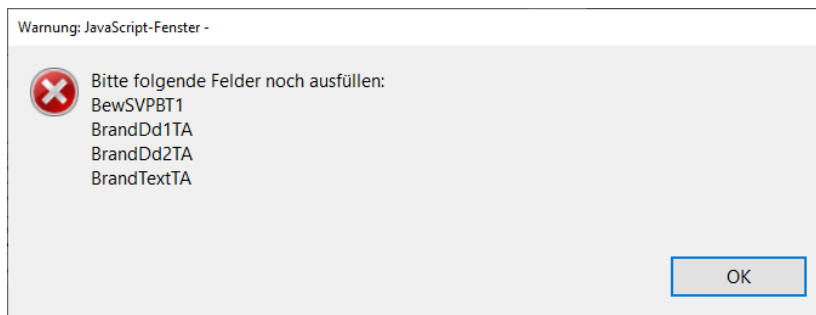 Warnung: JavaScript-Fenster -
Bitte folgende Felder noch ausfüllen:
BewSVPBT1
BrandDd1TA
BrandDd2TA
BrandTextTA
OK